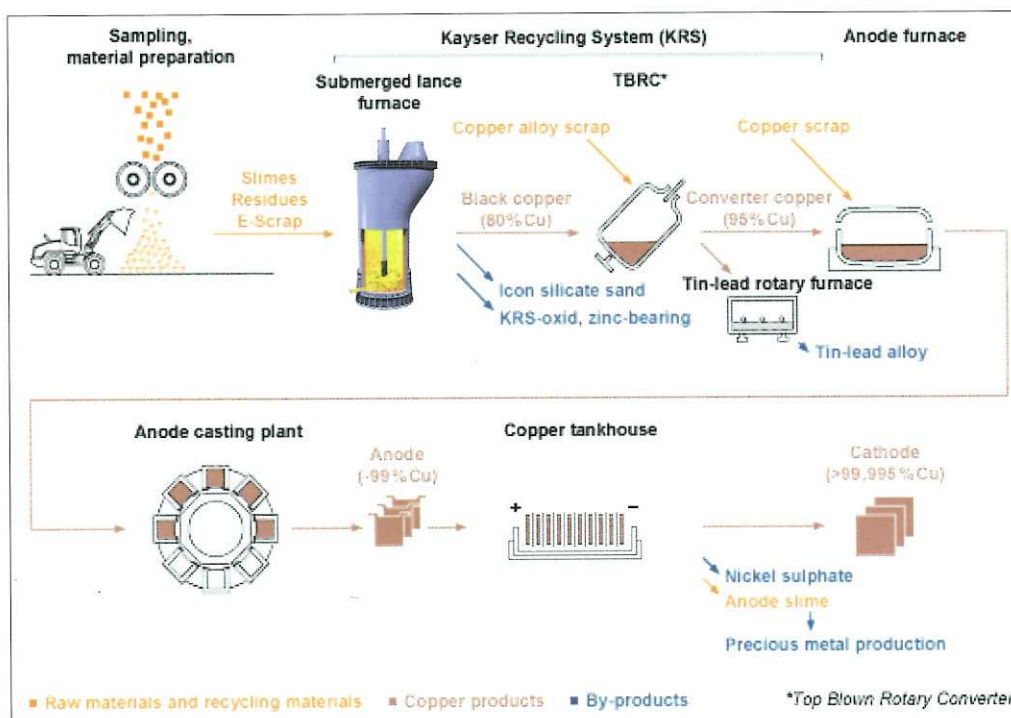 Sampling,
material preparation
Kayser Recycling System (KRS)
Anode furnace
Submerged lance
furnace
TBRC*
Copper alloy scrap
Copper scrap
Slimes
Residues
E-Scrap
Black copper
(80% Cu)
Converter copper
(95% Cu)
Icon silicate sand
KRS-oxid, zinc-bearing
Tin-lead rotary furnace
Tin-lead alloy
Anode casting plant
Anode
(-99% Cu)
Copper tankhouse
+
−
Cathode
(>99,995% Cu)
Nickel sulphate
Anode slime
Precious metal production
Raw materials and recycling materials
Copper products
By-products
*Top Blown Rotary Converter